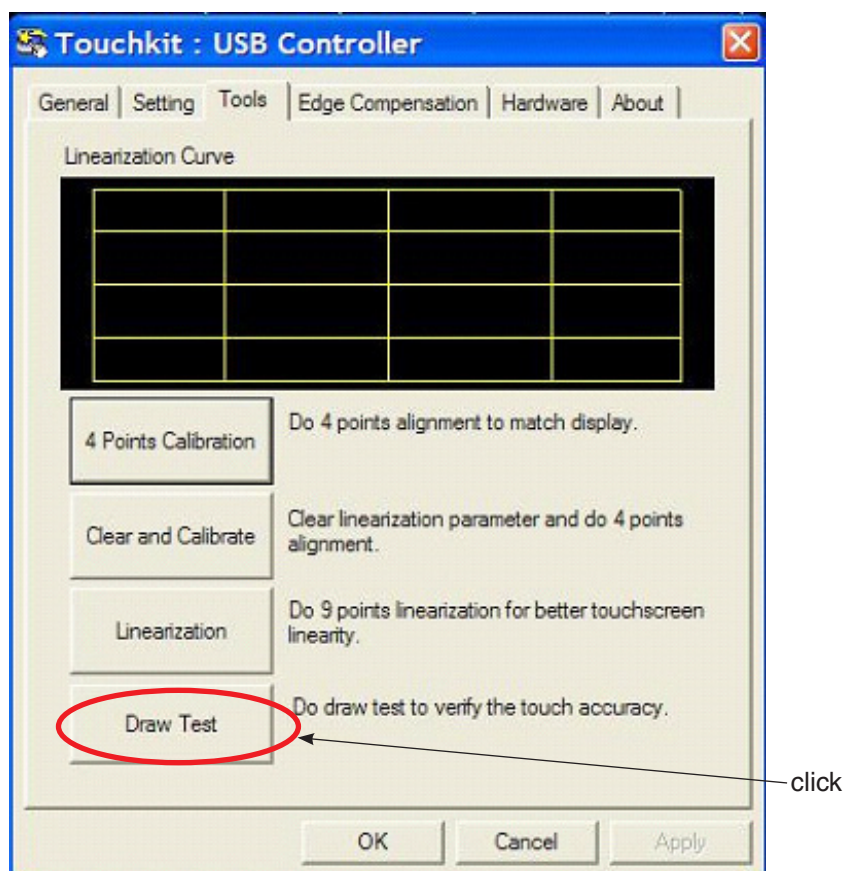 Touchkit : USB Controller
General Setting Tools Edge Compensation Hardware About
Linearization Curve
4 Points Calibration
Do 4 points alignment to match display.
Clear and Calibrate
Clear linearization parameter and do 4 points
alignment.
Linearization
Do 9 points linearization for better touchscreen
linearity.
Draw Test
Do draw test to verify the touch accuracy.
click
OK Cancel Apply